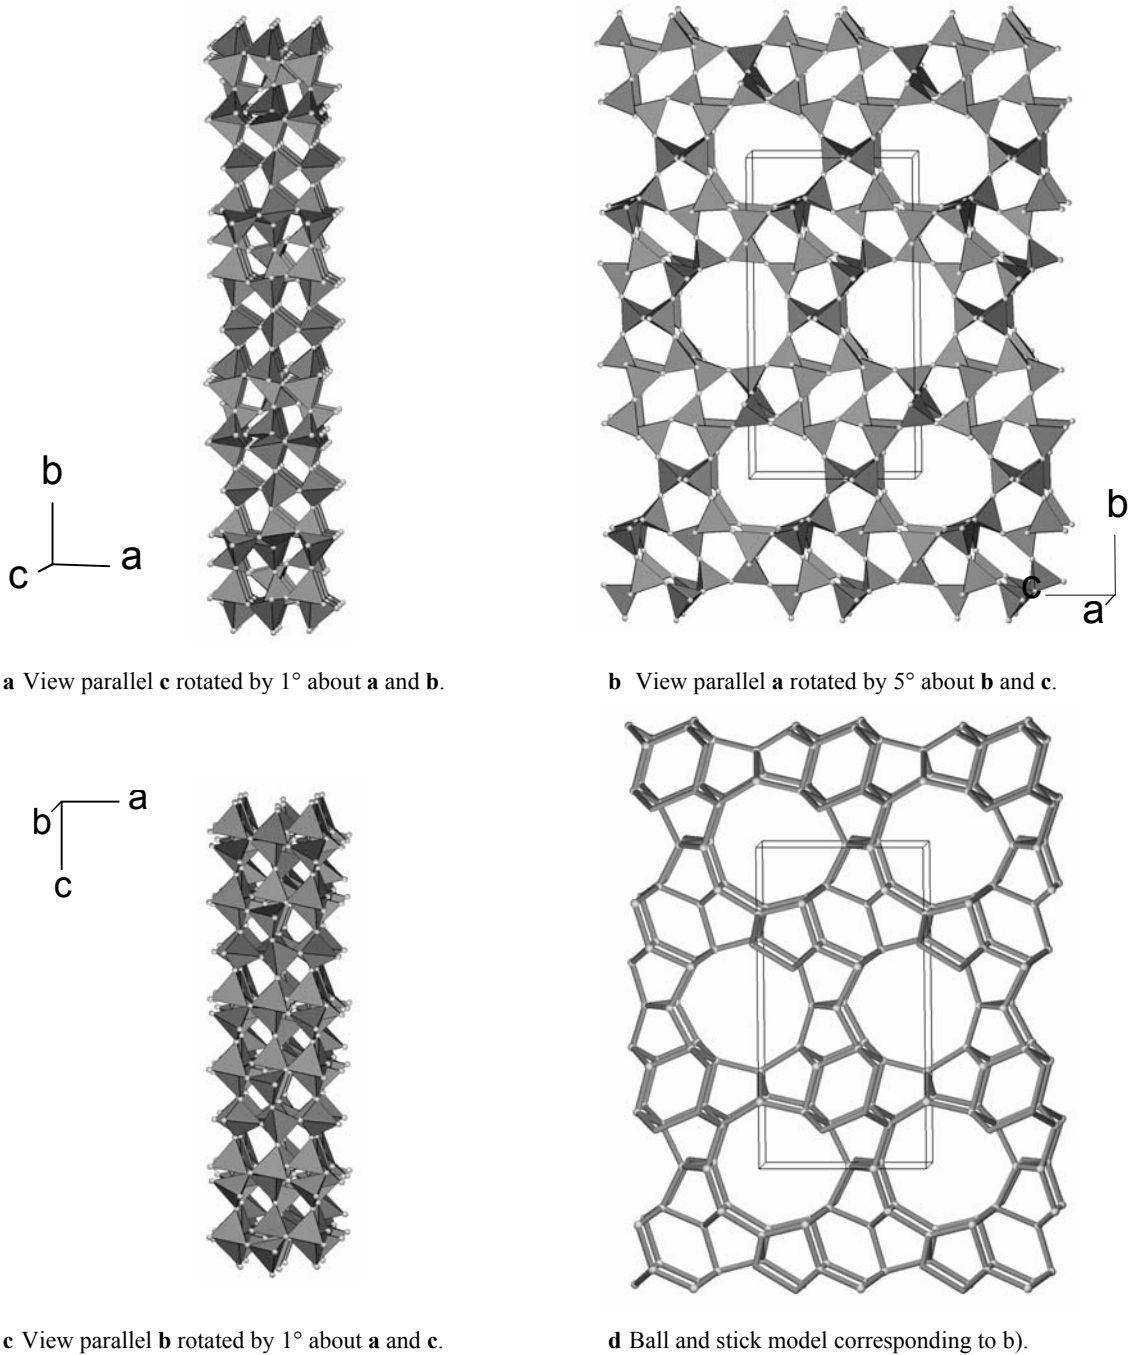 b
a
c
b
c
a
a View parallel c rotated by 1° about a and b.
b View parallel a rotated by 5° about b and c.
a
b
c
c View parallel b rotated by 1° about a and c.
d Ball and stick model corresponding to b).